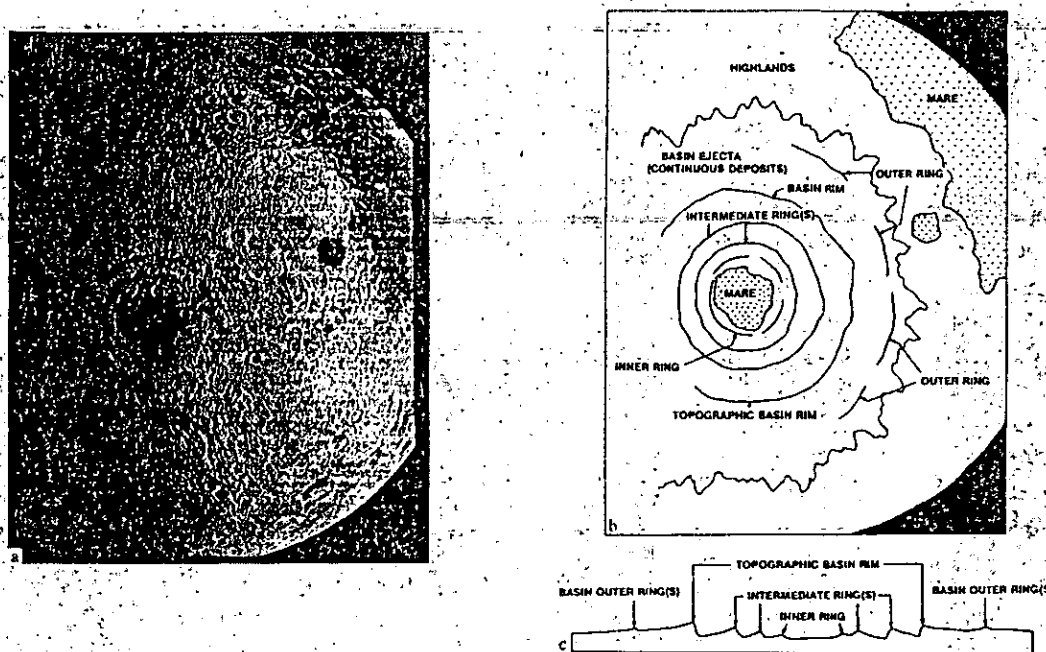 a
HIGHLANDS
MARE
BASIN EJECTA
(CONTINUOUS DEPOSITS)
OUTER RING
BASIN RIM
INTERMEDIATE RING(S)
MARE
INNER RING
OUTER RING
TOPOGRAPHIC BASIN RIM
b
TOPOGRAPHIC BASIN RIM
BASIN OUTER RING(S)
INTERMEDIATE RING(S)
BASIN OUTER RING(S
INNER RING
c